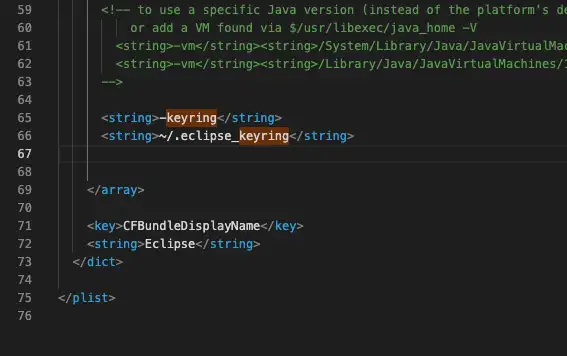 59 <!-- to use a specific Java version (instead of the platform's de
60 or add a VM found via $/usr/libexec/java_home -V
61 <string>-vm</string><string>/System/Library/Java/JavaVirtualMac
62 <string>-vm</string><string>/Library/Java/JavaVirtualMachines/1
63 -->
64
65 <string>-keyring</string>
66 <string>~/.eclipse_keyring</string>
67
68
69 </array>
70
71 <key>CFBundleDisplayName</key>
72 <string>Eclipse</string>
73 </dict>
74
75 </plist>
76